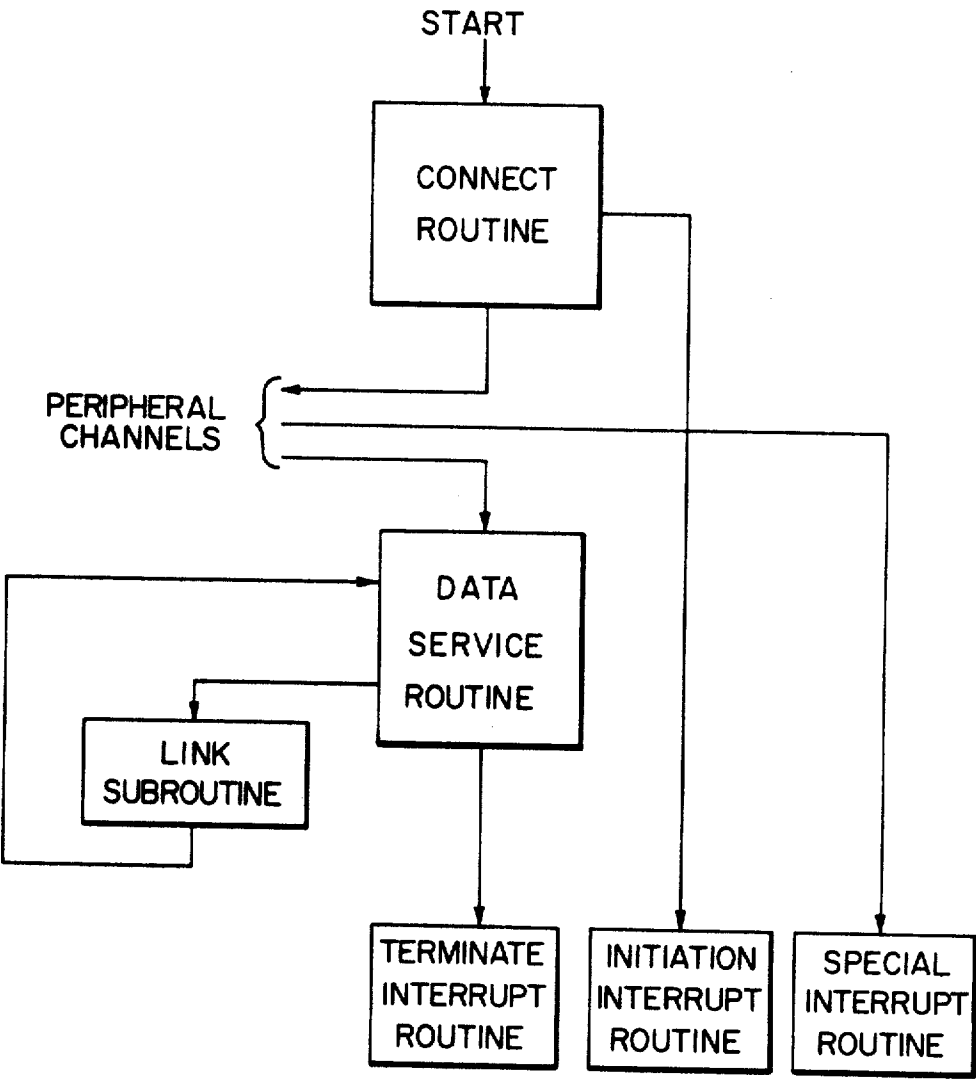 START
CONNECT
ROUTINE
PERIPHERAL
CHANNELS
DATA
SERVICE
ROUTINE
LINK
SUBROUTINE
TERMINATE
INTERRUPT
ROUTINE
INITIATION
INTERRUPT
ROUTINE
SPECIAL
INTERRUPT
ROUTINE